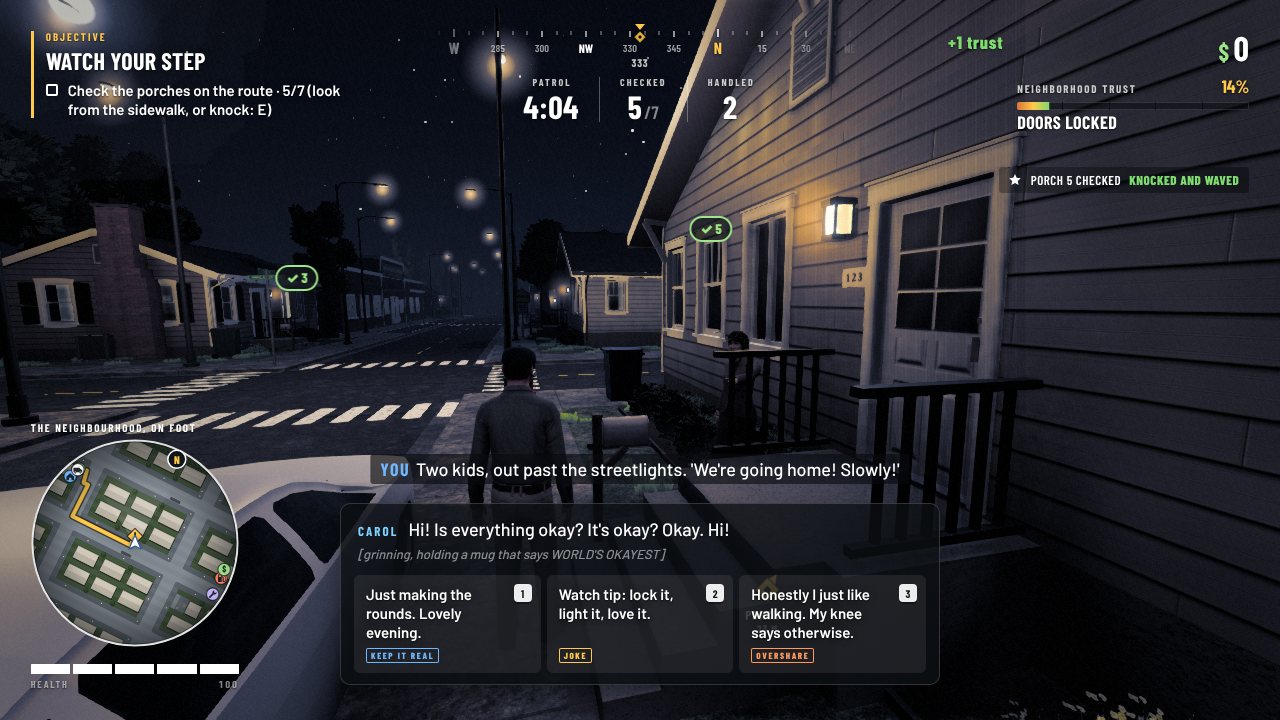 OBJECTIVE
WATCH YOUR STEP
Check the porches on the route · 5/7 (look
from the sidewalk, or knock: E)
W 285 300 NW 330 345 N 15 30 NE
333°
PATROL
4:04
CHECKED
5/7
HANDLED
2
+1 trust
$0
NEIGHBORHOOD TRUST 14%
DOORS LOCKED
★ PORCH 5 CHECKED KNOCKED AND WAVED
✓ 5
✓ 3
123
THE NEIGHBOURHOOD, ON FOOT
N
$
HEALTH 100
YOU Two kids, out past the streetlights. 'We're going home! Slowly!'
CAROL Hi! Is everything okay? It's okay? Okay. Hi!
[grinning, holding a mug that says WORLD'S OKAYEST]
Just making the
rounds. Lovely
evening.
1
KEEP IT REAL
Watch tip: lock it,
light it, love it.
2
JOKE
Honestly I just like
walking. My knee
says otherwise.
3
OVERSHARE